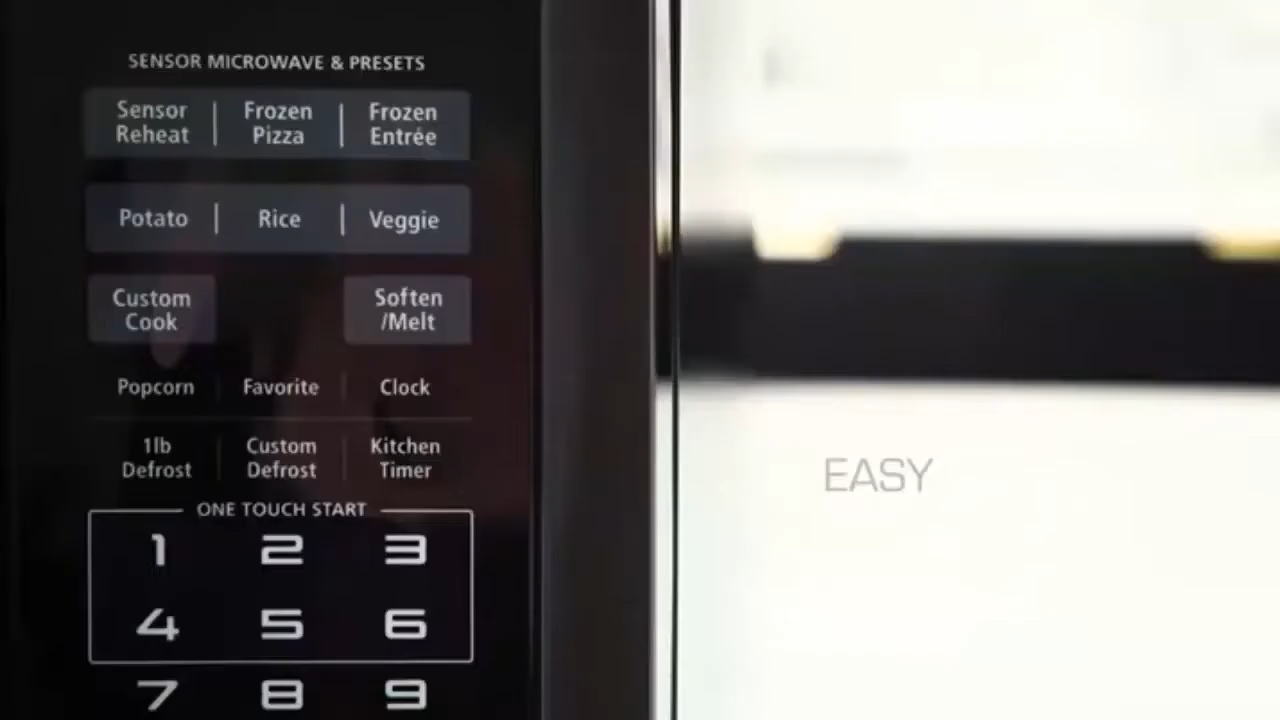 SENSOR MICROWAVE & PRESETS
Sensor Reheat
Frozen Pizza
Frozen Entrée
Potato
Rice
Veggie
Custom Cook
Soften /Melt
Popcorn
Favorite
Clock
1lb Defrost
Custom Defrost
Kitchen Timer
ONE TOUCH START
1 2 3
4 5 6
7 8 9
EASY